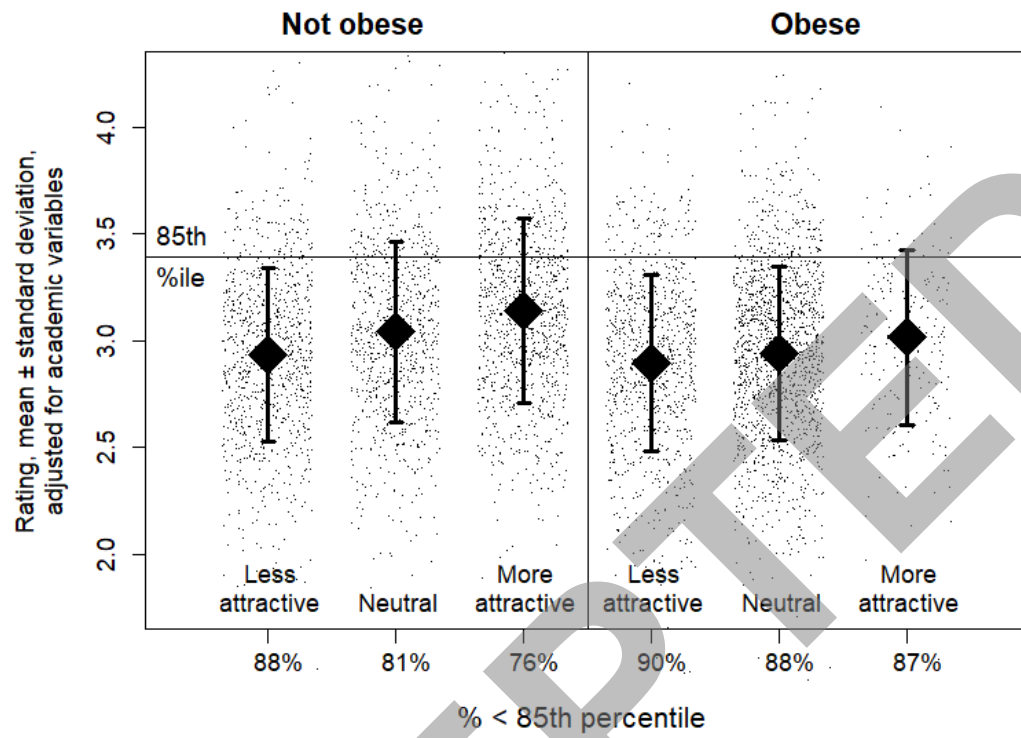 Not obese
Obese
Rating, mean ± standard deviation,
adjusted for academic variables
4.0
3.5
3.0
2.5
2.0
85th
%ile
Less
attractive
Neutral
More
attractive
Less
attractive
Neutral
More
attractive
88%
81%
76%
90%
88%
87%
% < 85th percentile
PTED